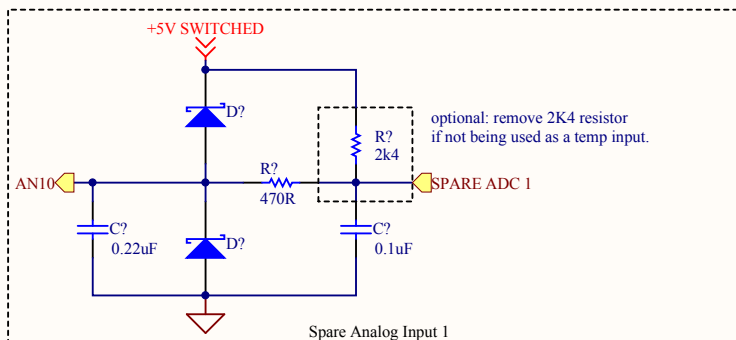 +5V SWITCHED
D?
optional: remove 2K4 resistor
if not being used as a temp input.
R?
2k4
R?
470R
AN10
SPARE ADC 1
C?
0.22uF
D?
C?
0.1uF
Spare Analog Input 1